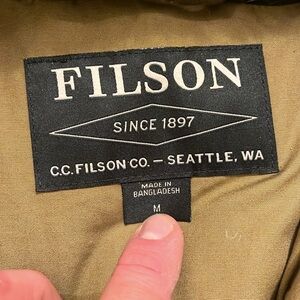 FILSON
SINCE 1897
C.C. FILSON CO. – SEATTLE, WA
MADE IN
BANGLADESH
M